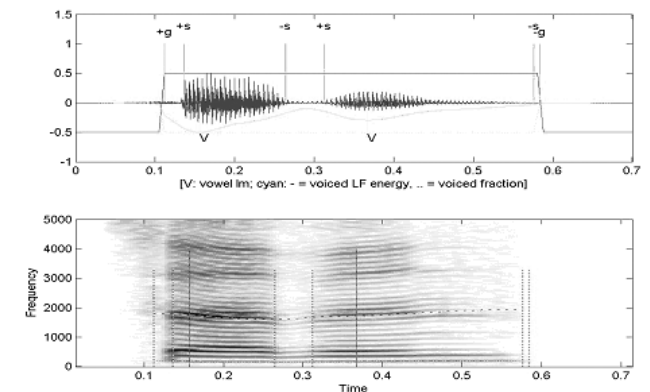 1.5
+g +s -s +s -s -g
1
0.5
0
-0.5
V V
-1
0 0.1 0.2 0.3 0.4 0.5 0.6 0.7
[V: vowel lm; cyan: - = voiced LF energy, .. = voiced fraction]
5000
4000
3000
2000
1000
0
Frequency
0.1 0.2 0.3 0.4 0.5 0.6 0.7
Time